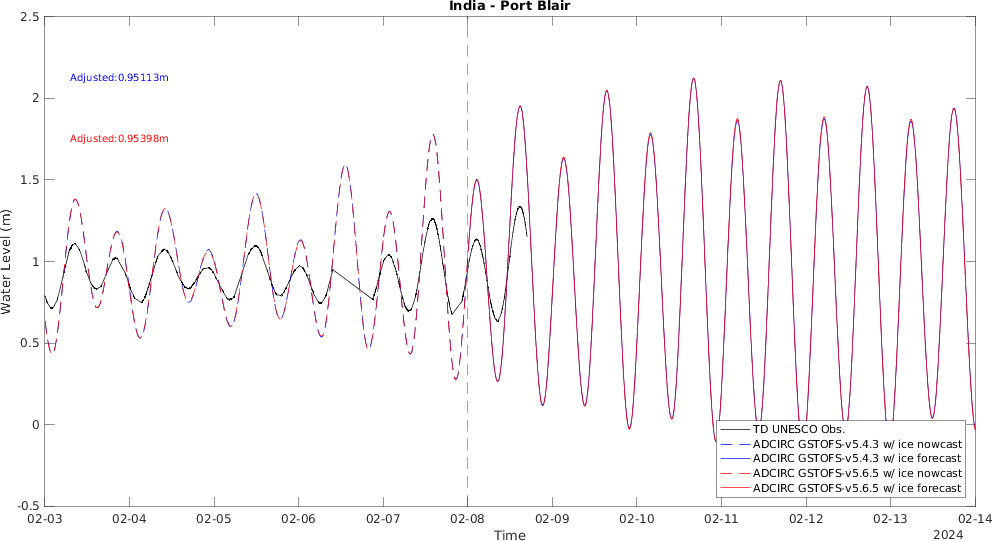 India - Port Blair
Water Level (m)
2.5
2
1.5
1
0.5
0
-0.5
Adjusted:0.95113m
Adjusted:0.95398m
TD UNESCO Obs.
ADCIRC GSTOFS-v5.4.3 w/ ice nowcast
ADCIRC GSTOFS-v5.4.3 w/ ice forecast
ADCIRC GSTOFS-v5.6.5 w/ ice nowcast
ADCIRC GSTOFS-v5.6.5 w/ ice forecast
02-03 02-04 02-05 02-06 02-07 02-08 02-09 02-10 02-11 02-12 02-13 02-14
Time
2024